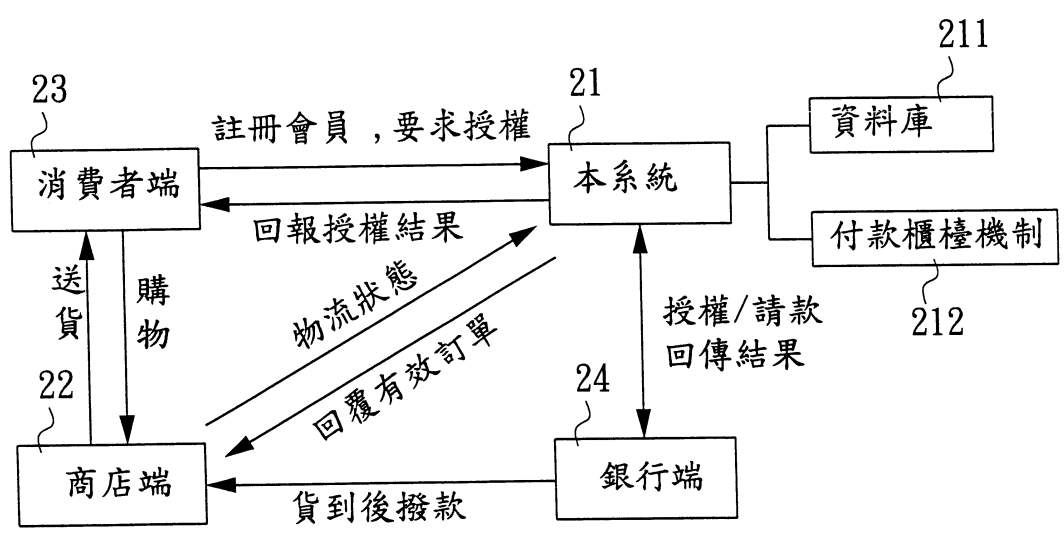 211
23
21
註冊會員,要求授權
資料庫
消費者端
本系統
回報授權結果
付款櫃檯機制
送貨
購物
物流狀態
回覆有效訂單
授權/請款
回傳結果
212
22
24
商店端
銀行端
貨到後撥款